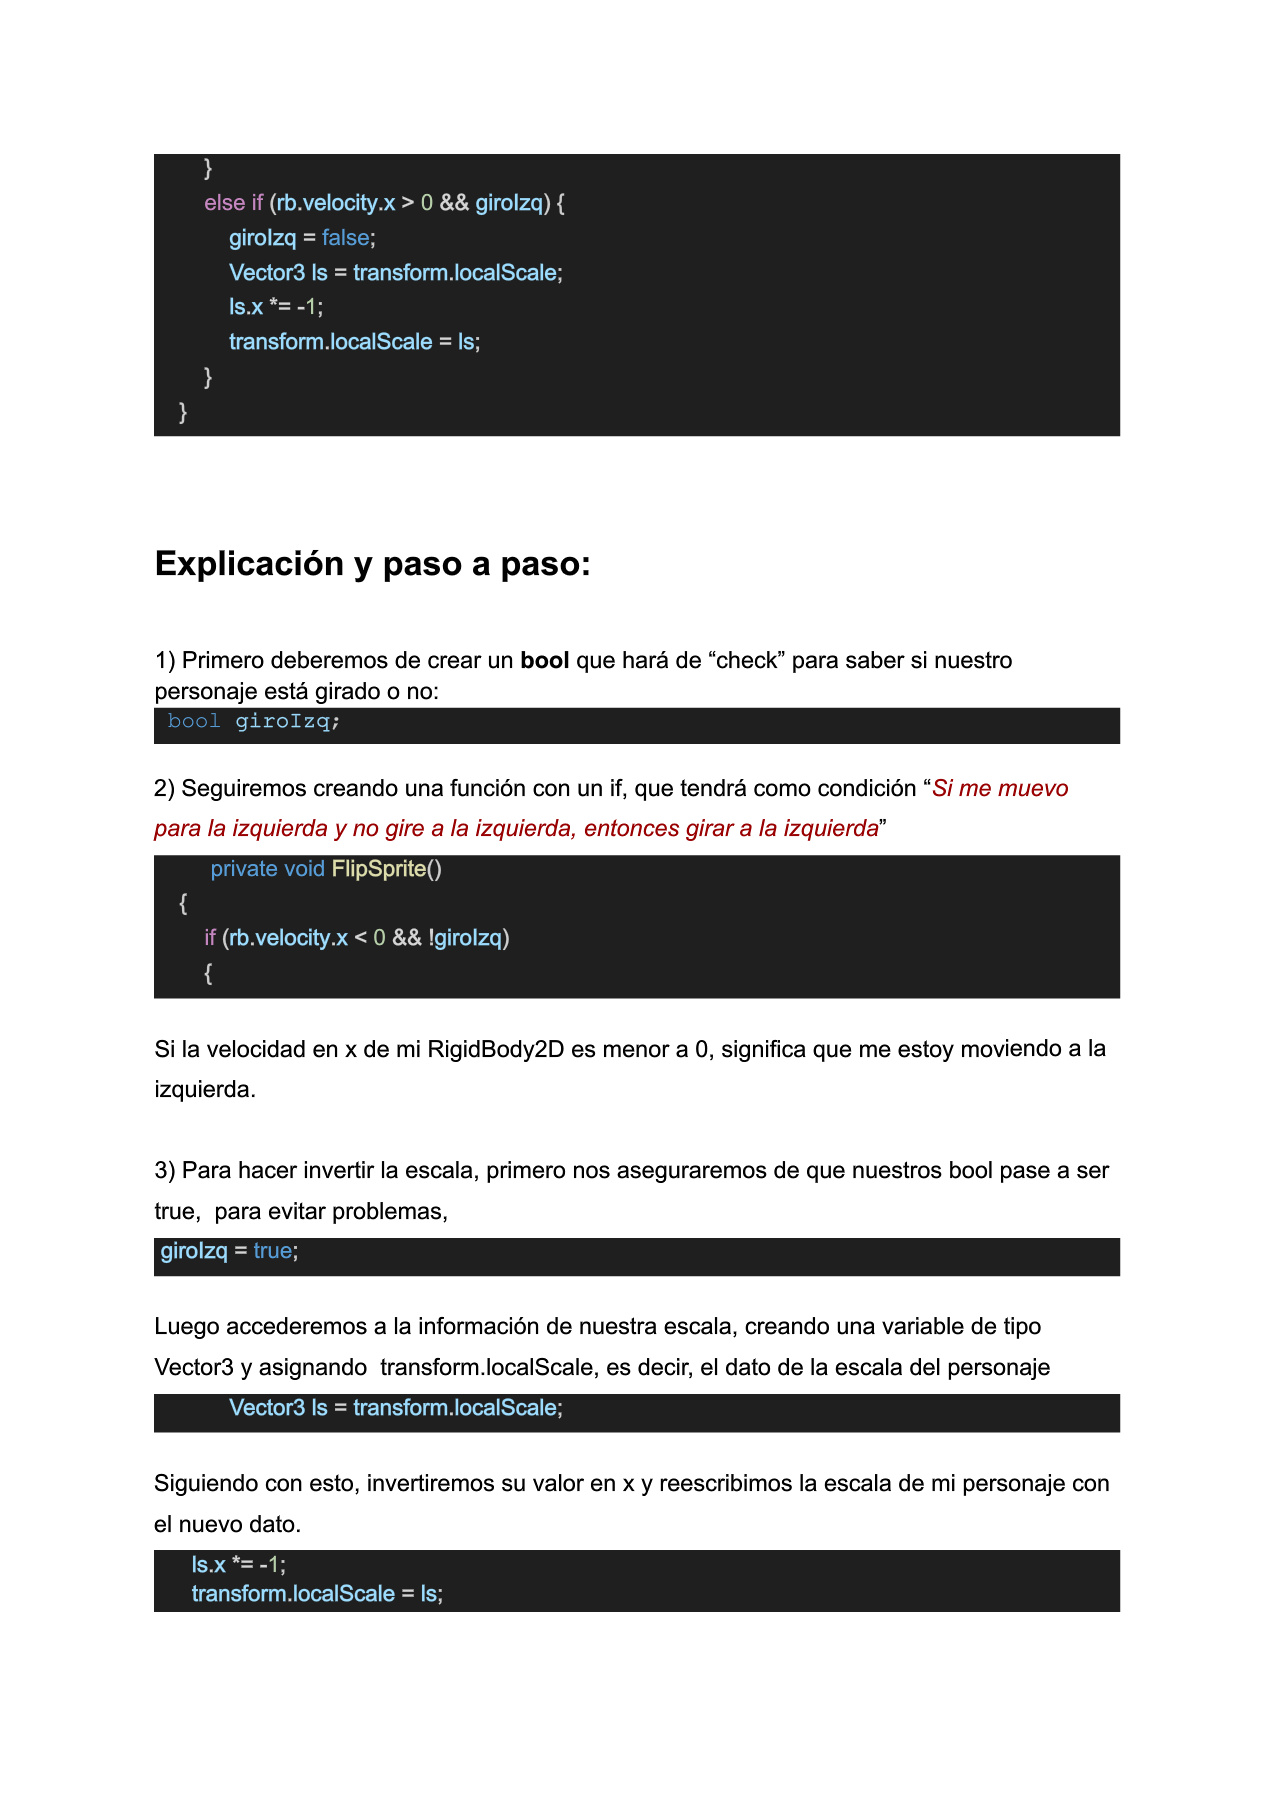 }
else if (rb.velocity.x > 0 && giroIzq) {
giroIzq = false;
Vector3 ls = transform.localScale;
ls.x *= -1;
transform.localScale = ls;
}
}
Explicación y paso a paso:
1) Primero deberemos de crear un bool que hará de “check” para saber si nuestro
personaje está girado o no:
bool giroIzq;
2) Seguiremos creando una función con un if, que tendrá como condición “Si me muevo
para la izquierda y no gire a la izquierda, entonces girar a la izquierda”
private void FlipSprite()
{
if (rb.velocity.x < 0 && !giroIzq)
{
Si la velocidad en x de mi RigidBody2D es menor a 0, significa que me estoy moviendo a la
izquierda.
3) Para hacer invertir la escala, primero nos aseguraremos de que nuestros bool pase a ser
true,  para evitar problemas,
giroIzq = true;
Luego accederemos a la información de nuestra escala, creando una variable de tipo
Vector3 y asignando  transform.localScale, es decir, el dato de la escala del personaje
Vector3 ls = transform.localScale;
Siguiendo con esto, invertiremos su valor en x y reescribimos la escala de mi personaje con
el nuevo dato.
ls.x *= -1;
transform.localScale = ls;